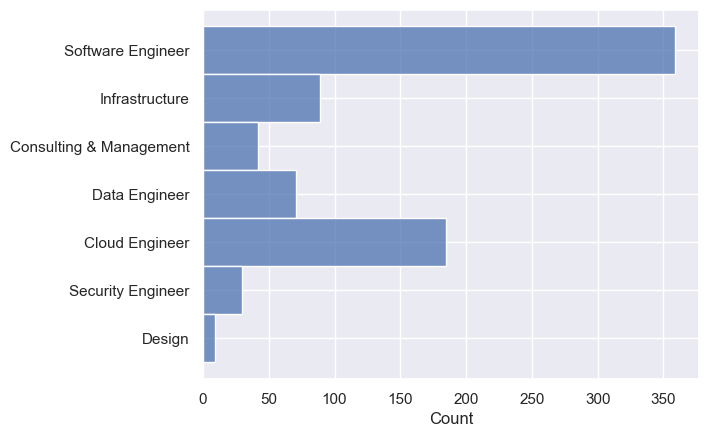 Software Engineer
Infrastructure
Consulting & Management
Data Engineer
Cloud Engineer
Security Engineer
Design
0 50 100 150 200 250 300 350
Count